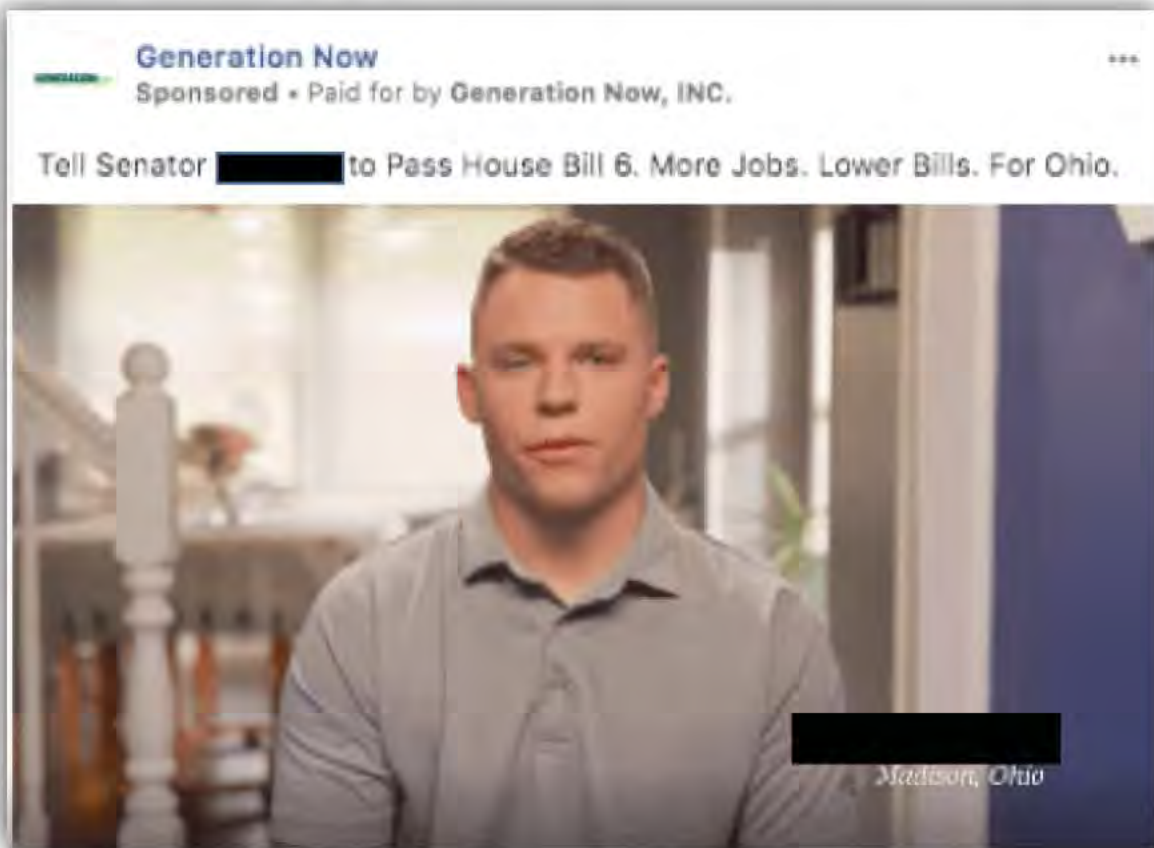 Generation Now
Sponsored • Paid for by Generation Now, INC.
Tell Senator to Pass House Bill 6. More Jobs. Lower Bills. For Ohio.
Madison, Ohio